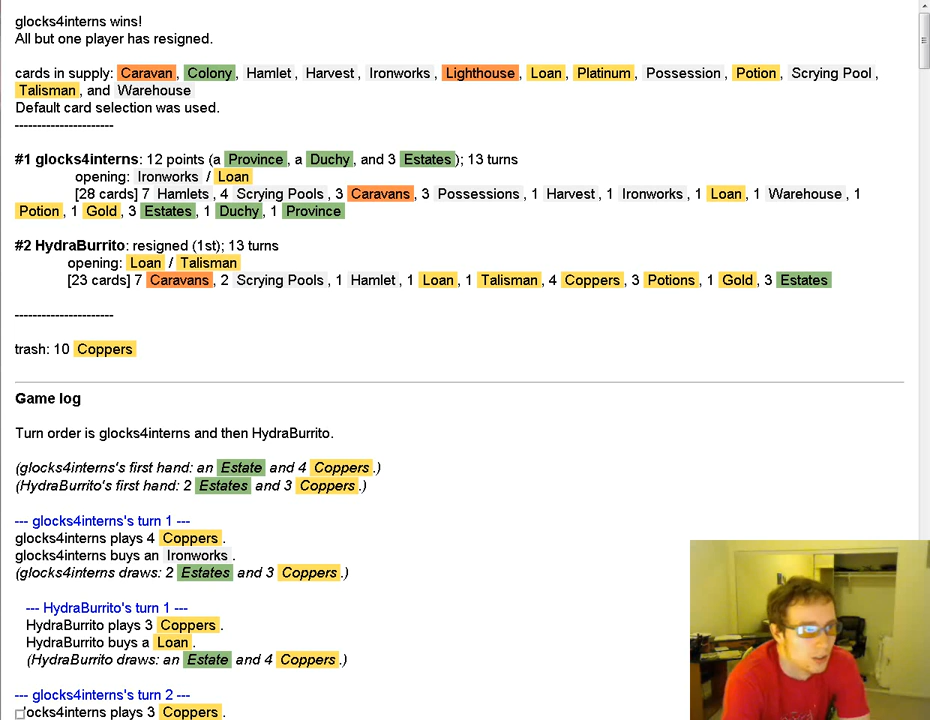 glocks4interns wins!
All but one player has resigned.
cards in supply: Caravan, Colony, Hamlet, Harvest, Ironworks, Lighthouse, Loan, Platinum, Possession, Potion, Scrying Pool,
Talisman, and Warehouse
Default card selection was used.
----------------------
#1 glocks4interns: 12 points (a Province, a Duchy, and 3 Estates); 13 turns
opening: Ironworks / Loan
[28 cards] 7 Hamlets, 4 Scrying Pools, 3 Caravans, 3 Possessions, 1 Harvest, 1 Ironworks, 1 Loan, 1 Warehouse, 1
Potion, 1 Gold, 3 Estates, 1 Duchy, 1 Province
#2 HydraBurrito: resigned (1st); 13 turns
opening: Loan / Talisman
[23 cards] 7 Caravans, 2 Scrying Pools, 1 Hamlet, 1 Loan, 1 Talisman, 4 Coppers, 3 Potions, 1 Gold, 3 Estates
----------------------
trash: 10 Coppers
Game log
Turn order is glocks4interns and then HydraBurrito.
(glocks4interns's first hand: an Estate and 4 Coppers.)
(HydraBurrito's first hand: 2 Estates and 3 Coppers.)
--- glocks4interns's turn 1 ---
glocks4interns plays 4 Coppers.
glocks4interns buys an Ironworks.
(glocks4interns draws: 2 Estates and 3 Coppers.)
--- HydraBurrito's turn 1 ---
HydraBurrito plays 3 Coppers.
HydraBurrito buys a Loan.
(HydraBurrito draws: an Estate and 4 Coppers.)
--- glocks4interns's turn 2 ---
ocks4interns plays 3 Coppers.